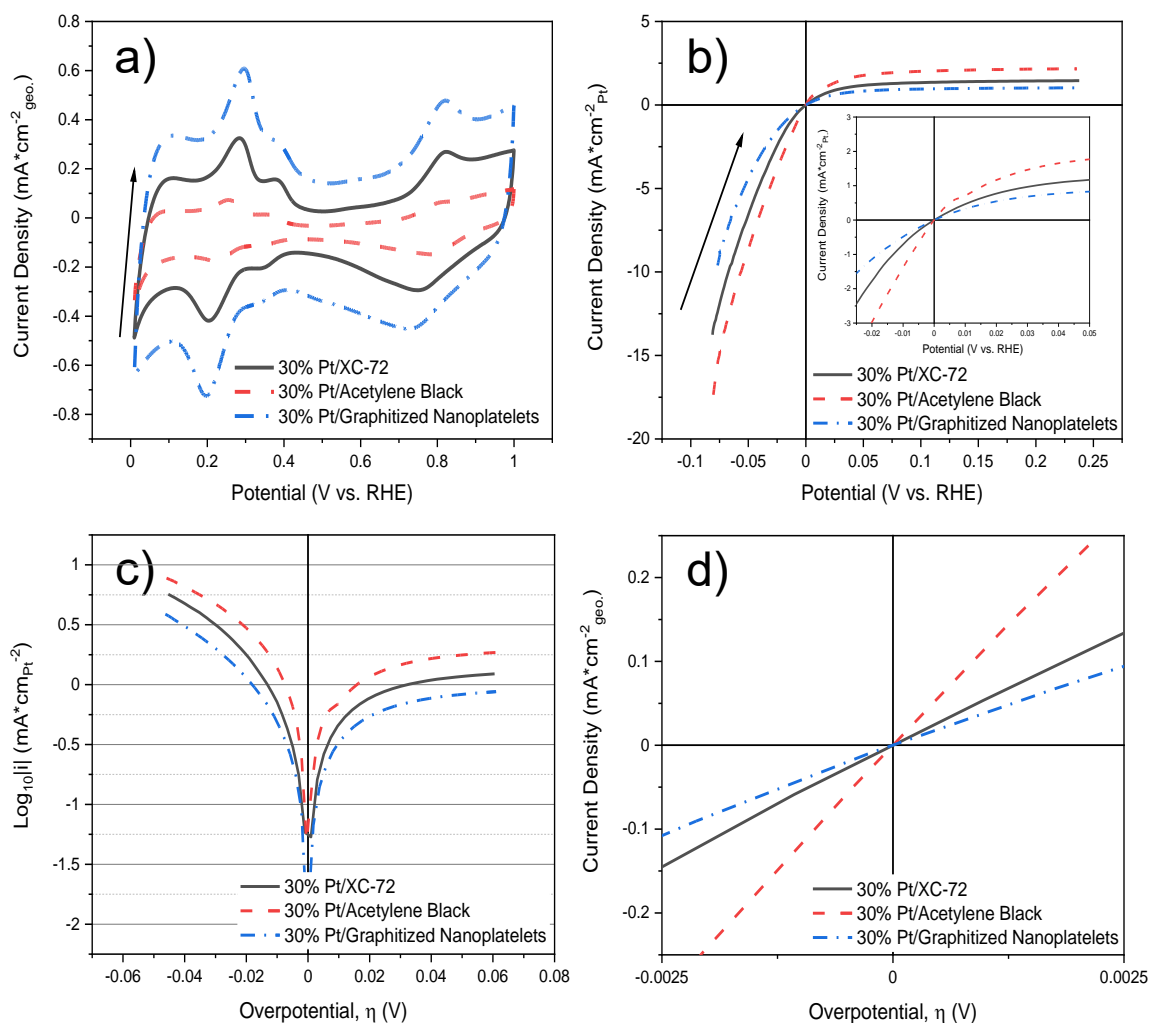 a)
0.8
0.6
0.4
0.2
0
-0.2
-0.4
-0.6
-0.8
Current Density (mA*cm⁻²geo.)
30% Pt/XC-72
30% Pt/Acetylene Black
30% Pt/Graphitized Nanoplatelets
0
0.2
0.4
0.6
0.8
1
Potential (V vs. RHE)
b)
5
0
-5
-10
-15
-20
Current Density (mA*cm⁻²Pt)
3
2
1
0
-1
-2
-3
Current Density (mA*cm⁻²Pt)
-0.02
-0.01
0
0.01
0.02
0.03
0.04
0.05
Potential (V vs. RHE)
30% Pt/XC-72
30% Pt/Acetylene Black
30% Pt/Graphitized Nanoplatelets
-0.1
-0.05
0
0.05
0.10
0.15
0.20
0.25
Potential (V vs. RHE)
c)
1
0.5
0
-0.5
-1
-1.5
-2
Log₁₀|i| (mA*cmPt⁻²)
30% Pt/XC-72
30% Pt/Acetylene Black
30% Pt/Graphitized Nanoplatelets
-0.06
-0.04
-0.02
0
0.02
0.04
0.06
0.08
Overpotential, η (V)
d)
0.2
0.1
0
-0.1
-0.2
Current Density (mA*cm⁻²geo.)
30% Pt/XC-72
30% Pt/Acetylene Black
30% Pt/Graphitized Nanoplatelets
-0.0025
0
0.0025
Overpotential, η (V)